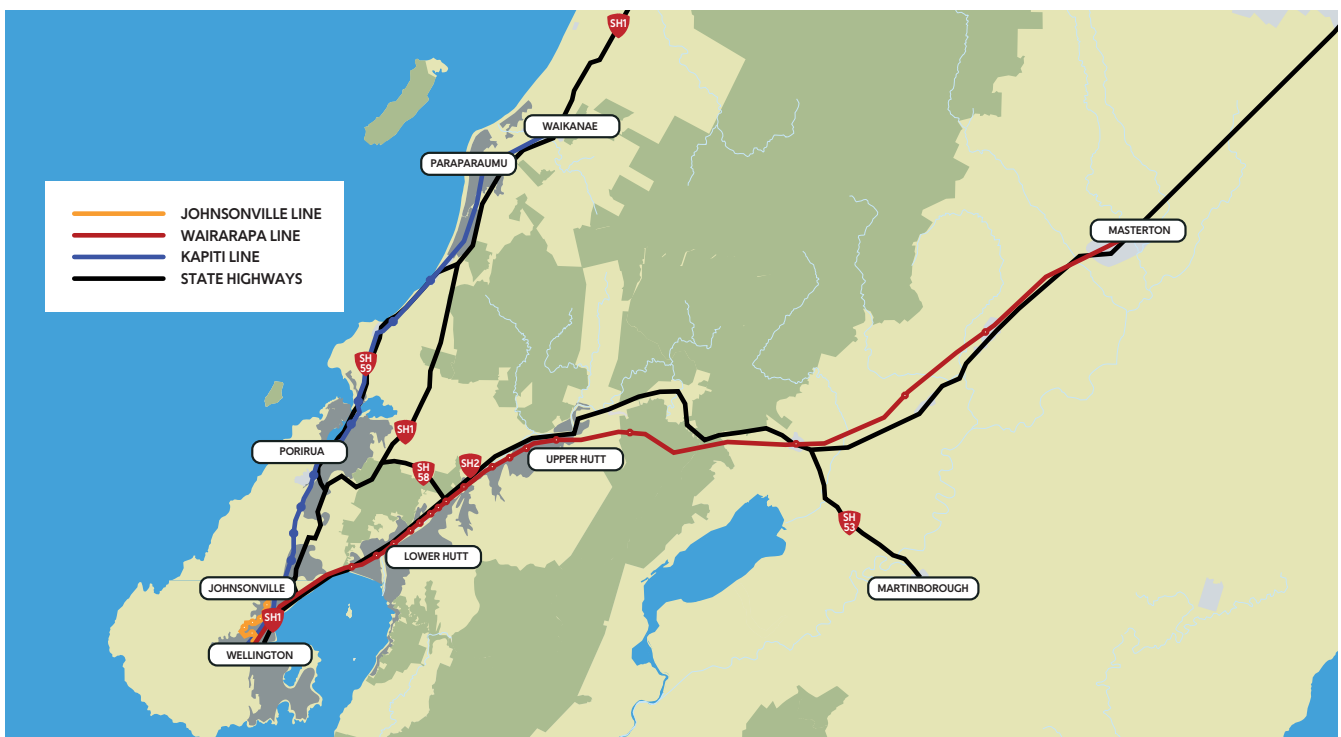 SH1
WAIKANAE
PARAPARAUMU
JOHNSONVILLE LINE
WAIRARAPA LINE
KAPITI LINE
STATE HIGHWAYS
MASTERTON
SH
59
SH1
PORIRUA
SH
58
SH2
UPPER HUTT
SH
53
LOWER HUTT
JOHNSONVILLE
MARTINBOROUGH
SH1
WELLINGTON